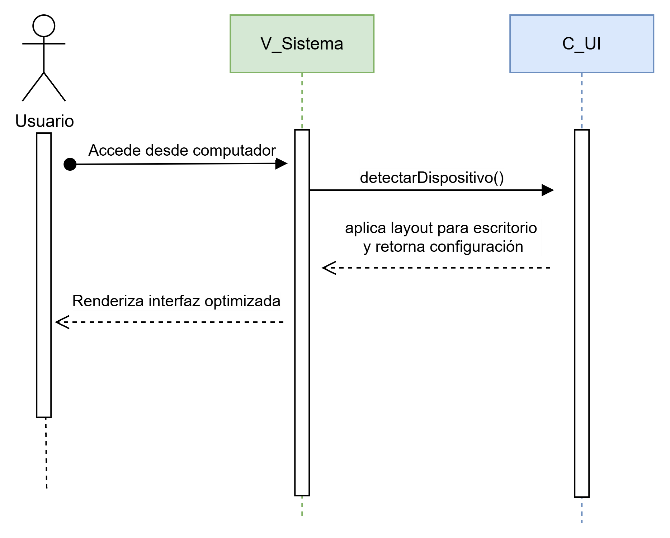 V_Sistema
C_UI
Usuario
Accede desde computador
detectarDispositivo()
aplica layout para escritorio
y retorna configuración
Renderiza interfaz optimizada